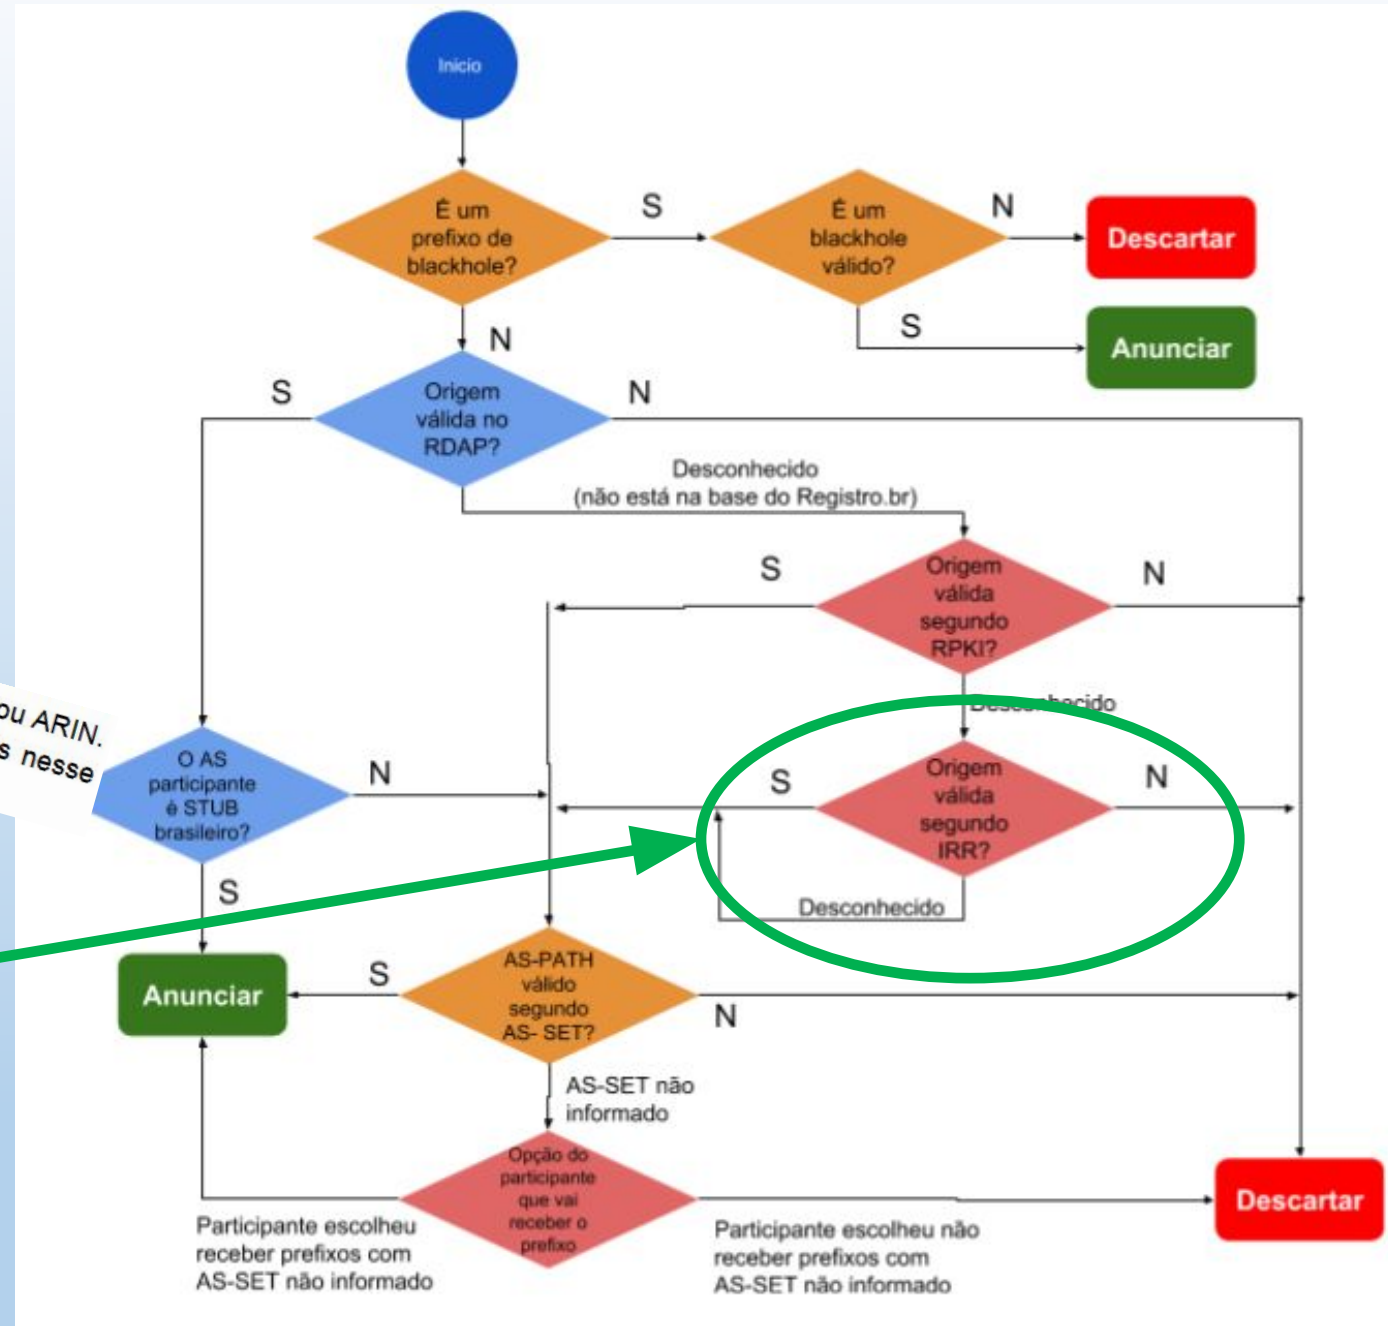 Inicio
É um
prefixo de
blackhole?
S
É um
blackhole
válido?
N
Descartar
S
Anunciar
N
Origem
válida no
RDAP?
S
N
Desconhecido
(não está na base do Registro.br)
Origem
válida
segundo
RPKI?
S
N
Desconhecido
ou ARIN.
s nesse
O AS
participante
é STUB
brasileiro?
N
S
Origem
válida
segundo
IRR?
S
N
Desconhecido
Anunciar
S
AS-PATH
válido
segundo
AS- SET?
N
AS-SET não
informado
Opção do
participante
que vai
receber o
prefixo
Descartar
Participante escolheu
receber prefixos com
AS-SET não informado
Participante escolheu não
receber prefixos com
AS-SET não informado